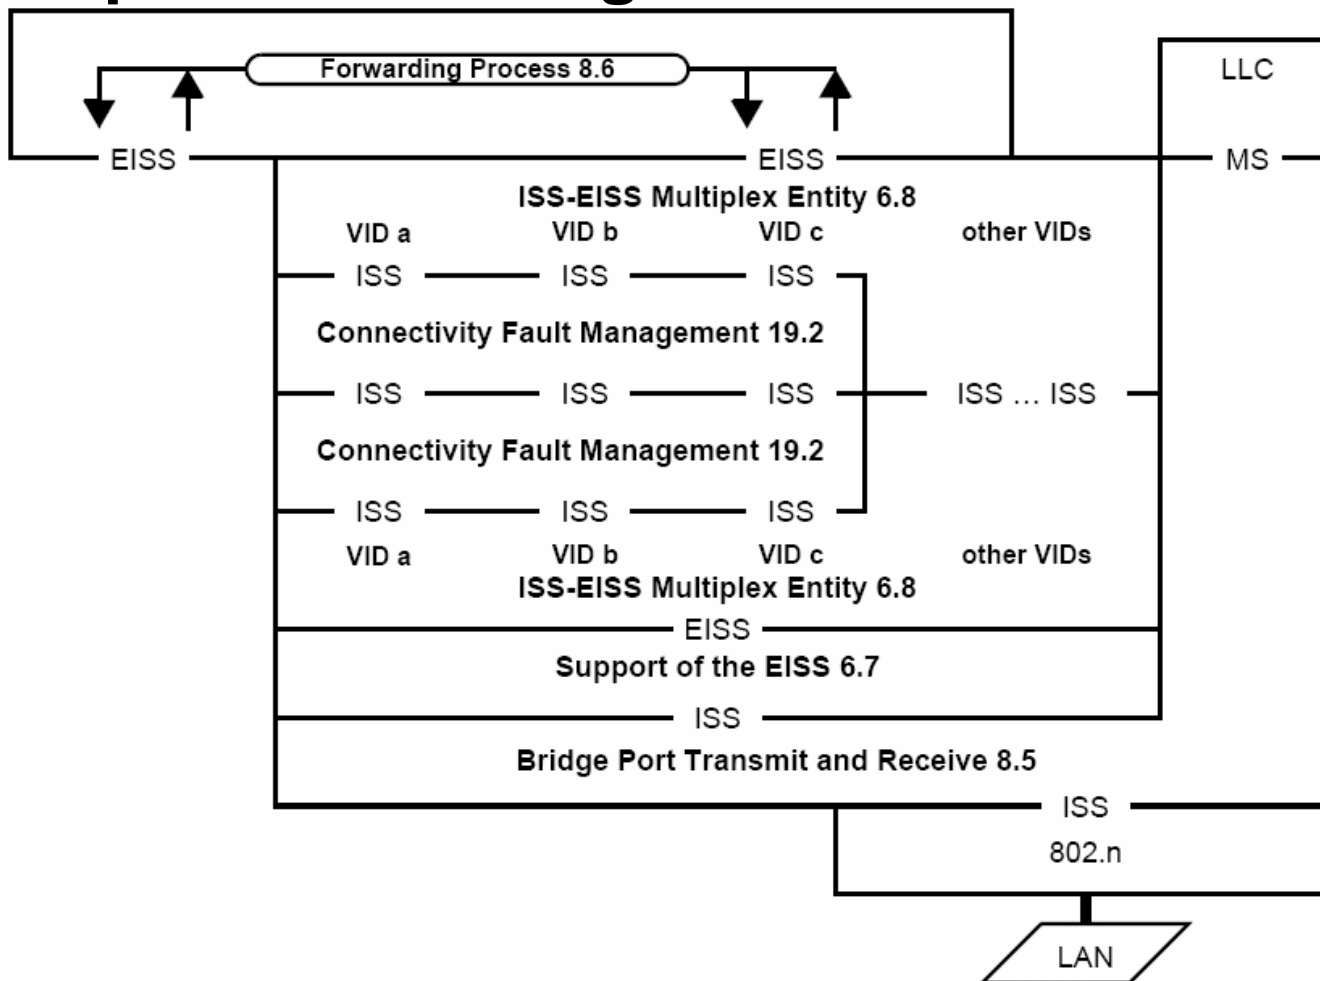 Forwarding Process 8.6
LLC
EISS
EISS
MS
ISS-EISS Multiplex Entity 6.8
VID a VID b VID c other VIDs
ISS ISS ISS
Connectivity Fault Management 19.2
ISS ISS ISS ISS ... ISS
Connectivity Fault Management 19.2
ISS ISS ISS
VID a VID b VID c other VIDs
ISS-EISS Multiplex Entity 6.8
EISS
Support of the EISS 6.7
ISS
Bridge Port Transmit and Receive 8.5
ISS
802.n
LAN